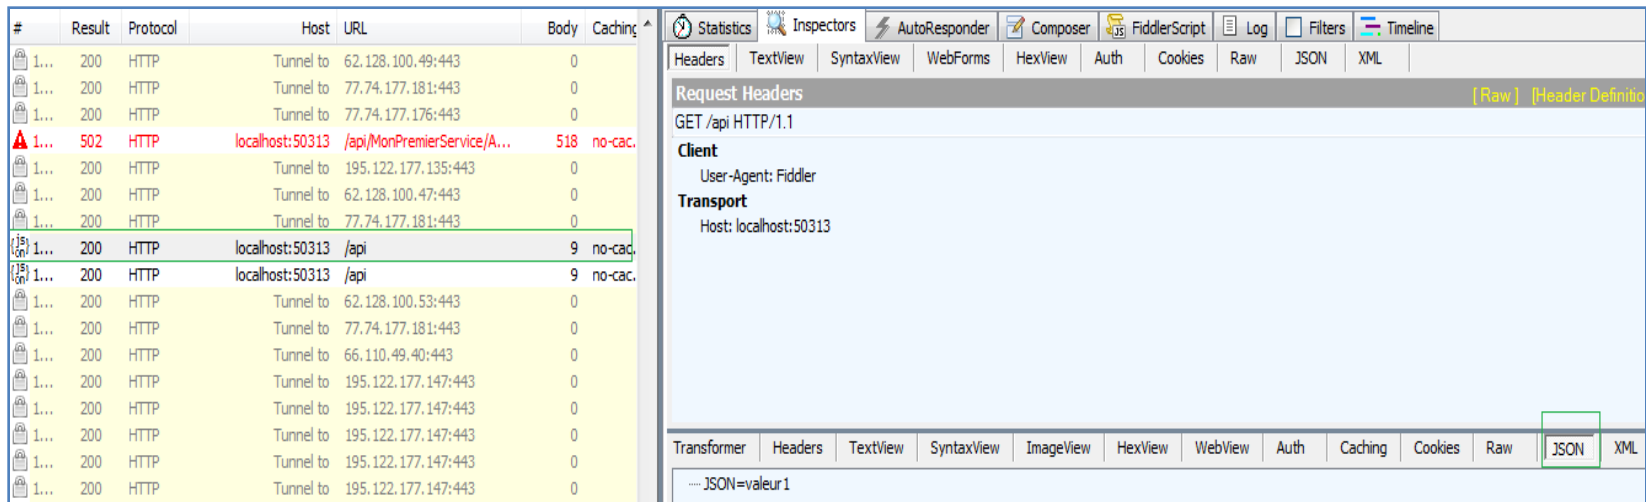 # Result Protocol Host URL Body Caching
1... 200 HTTP Tunnel to 62.128.100.49:443 0
1... 200 HTTP Tunnel to 77.74.177.181:443 0
1... 200 HTTP Tunnel to 77.74.177.176:443 0
1... 502 HTTP localhost:50313 /api/MonPremierService/A... 518 no-cac.
1... 200 HTTP Tunnel to 195.122.177.135:443 0
1... 200 HTTP Tunnel to 62.128.100.47:443 0
1... 200 HTTP Tunnel to 77.74.177.181:443 0
{js on} 1... 200 HTTP localhost:50313 /api 9 no-cac.
{js on} 1... 200 HTTP localhost:50313 /api 9 no-cac.
1... 200 HTTP Tunnel to 62.128.100.53:443 0
1... 200 HTTP Tunnel to 77.74.177.181:443 0
1... 200 HTTP Tunnel to 66.110.49.40:443 0
1... 200 HTTP Tunnel to 195.122.177.147:443 0
1... 200 HTTP Tunnel to 195.122.177.147:443 0
1... 200 HTTP Tunnel to 195.122.177.147:443 0
1... 200 HTTP Tunnel to 195.122.177.147:443 0
1... 200 HTTP Tunnel to 195.122.177.147:443 0
Statistics Inspectors AutoResponder Composer JS FiddlerScript Log Filters Timeline
Headers TextView SyntaxView WebForms HexView Auth Cookies Raw JSON XML
Request Headers [ Raw ] [Header Definitio
GET /api HTTP/1.1
Client
User-Agent: Fiddler
Transport
Host: localhost:50313
Transformer Headers TextView SyntaxView ImageView HexView WebView Auth Caching Cookies Raw JSON XML
JSON=valeur1